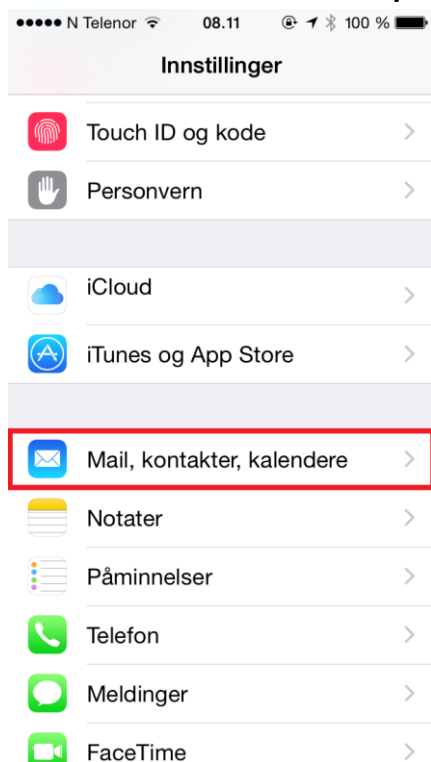 N Telenor 08.11 100 %
Innstillinger
Touch ID og kode
Personvern
iCloud
iTunes og App Store
Mail, kontakter, kalendere
Notater
Påminnelser
Telefon
Meldinger
FaceTime